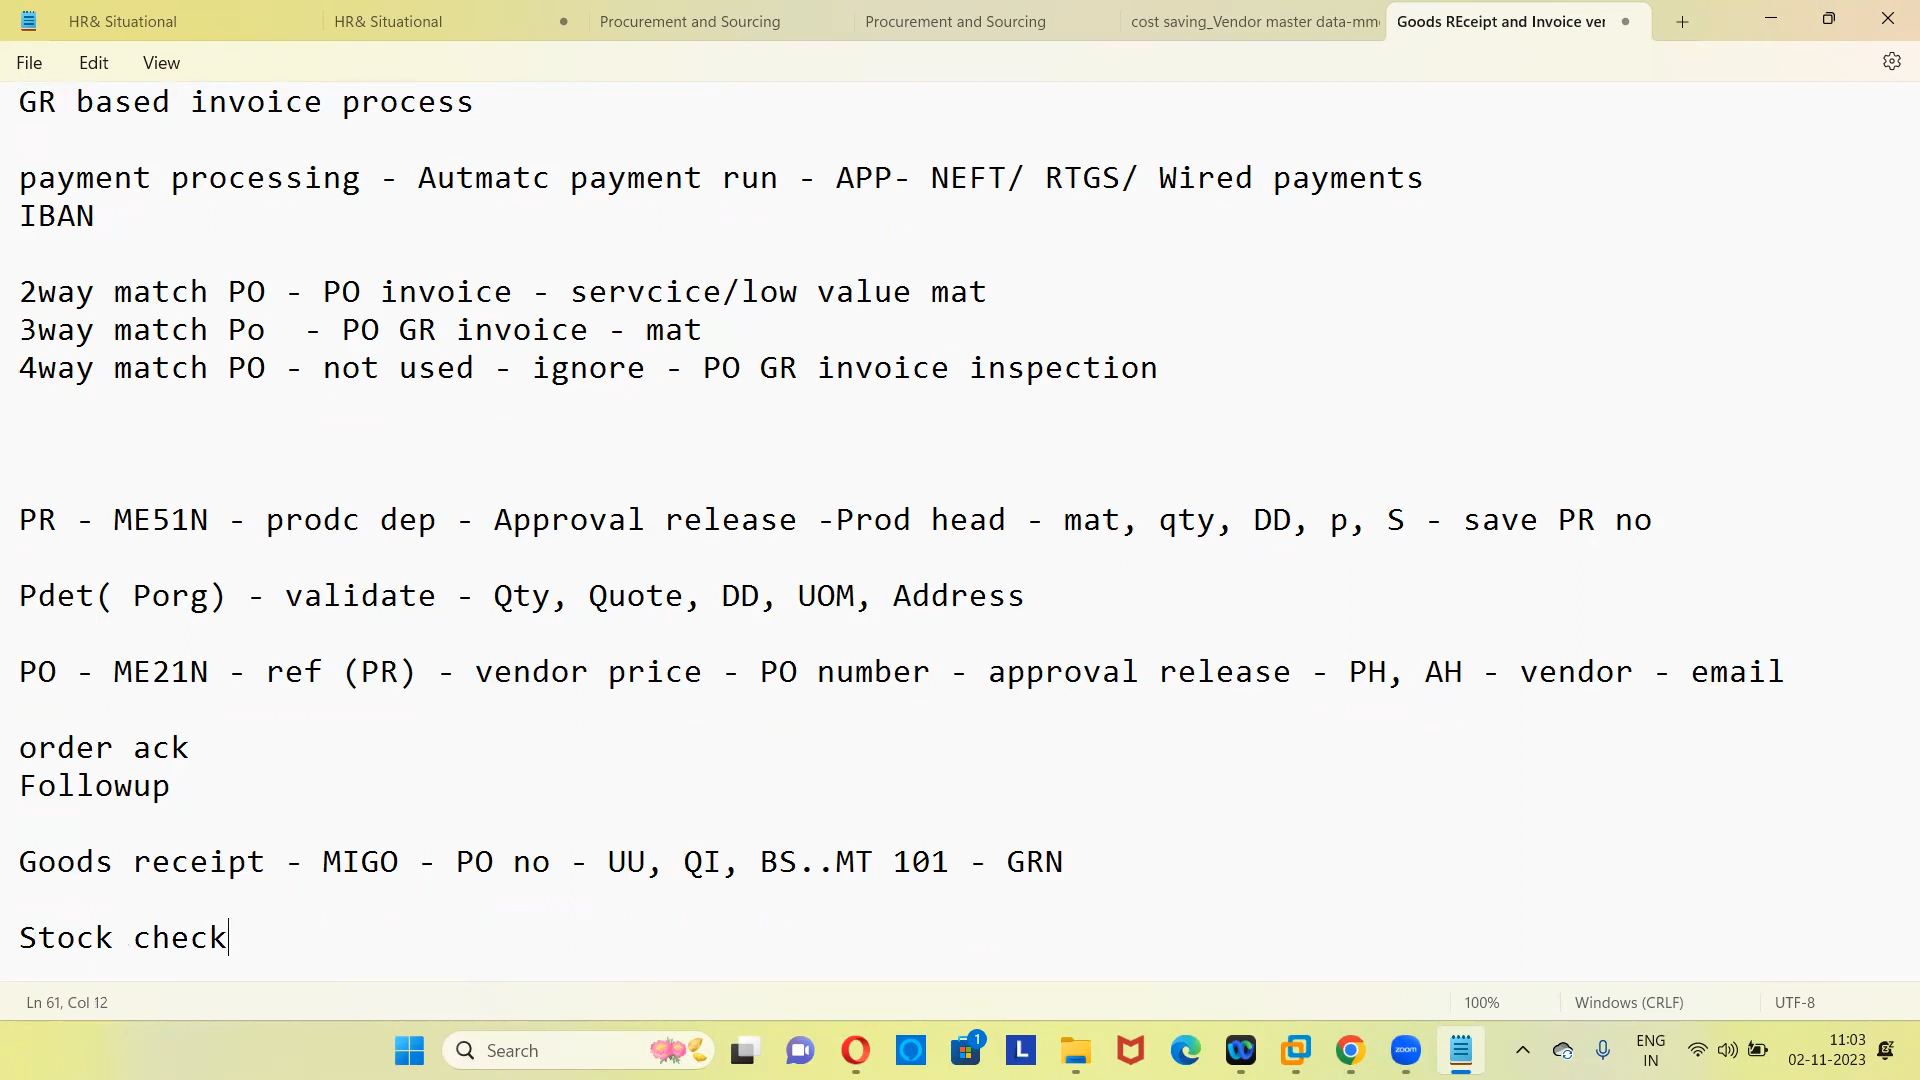 HR& Situational
HR& Situational
Procurement and Sourcing
Procurement and Sourcing
cost saving_Vendor master data-mm
Goods REceipt and Invoice ver
File
Edit
View
GR based invoice process
payment processing - Autmatc payment run - APP- NEFT/ RTGS/ Wired payments
IBAN
2way match PO - PO invoice - servcice/low value mat
3way match Po  - PO GR invoice - mat
4way match PO - not used - ignore - PO GR invoice inspection
PR - ME51N - prodc dep - Approval release -Prod head - mat, qty, DD, p, S - save PR no
Pdet( Porg) - validate - Qty, Quote, DD, UOM, Address
PO - ME21N - ref (PR) - vendor price - PO number - approval release - PH, AH - vendor - email
order ack
Followup
Goods receipt - MIGO - PO no - UU, QI, BS..MT 101 - GRN
Stock check
Ln 61, Col 12
100%
Windows (CRLF)
UTF-8
Search
1
L
zoom
ENG
IN
11:03
02-11-2023